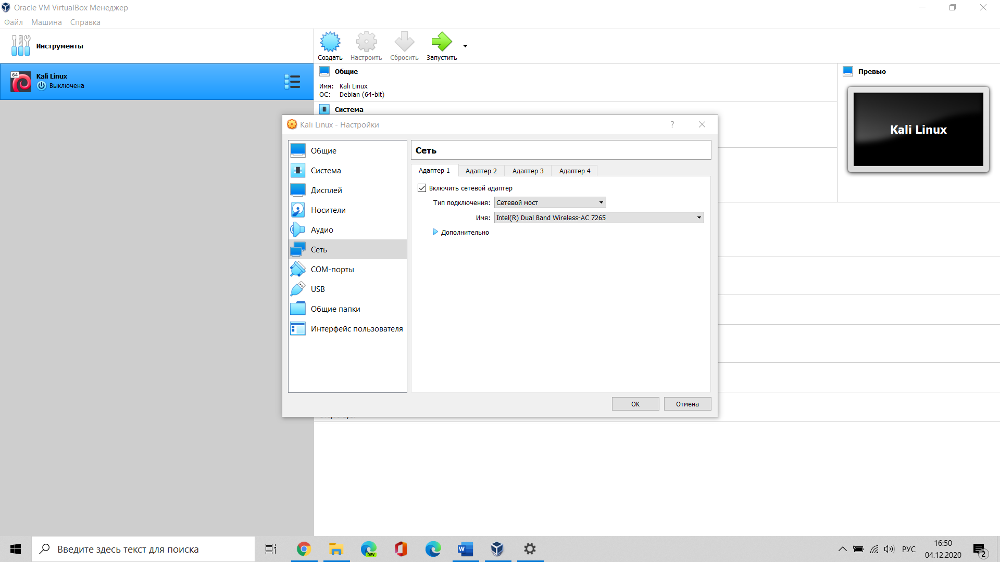 Oracle VM VirtualBox Менеджер
Файл Машина Справка
Инструменты
Создать Настроить Сбросить Запустить
64
Kali Linux
Выключена
Общие
Имя: Kali Linux
ОС: Debian (64-bit)
Система
Превью
Kali Linux
Kali Linux - Настройки
?
Общие
Система
Дисплей
Носители
Аудио
Сеть
COM-порты
USB
Общие папки
Интерфейс пользователя
Сеть
Адаптер 1 Адаптер 2 Адаптер 3 Адаптер 4
Включить сетевой адаптер
Тип подключения: Сетевой мост
Имя: Intel(R) Dual Band Wireless-AC 7265
Дополнительно
OK Отмена
Введите здесь текст для поиска
DEV
W
РУС
16:50
04.12.2020
2